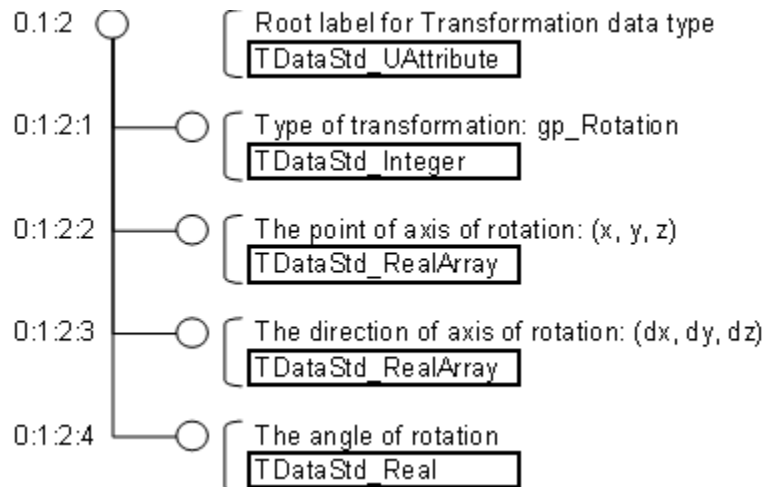 0.1:2 Root label for Transformation data type
TDataStd_UAttribute
0:1:2:1 Type of transformation: gp_Rotation
TDataStd_Integer
0:1:2:2 The point of axis of rotation: (x, y, z)
TDataStd_RealArray
0:1:2:3 The direction of axis of rotation: (dx, dy, dz)
TDataStd_RealArray
0:1:2:4 The angle of rotation
TDataStd_Real